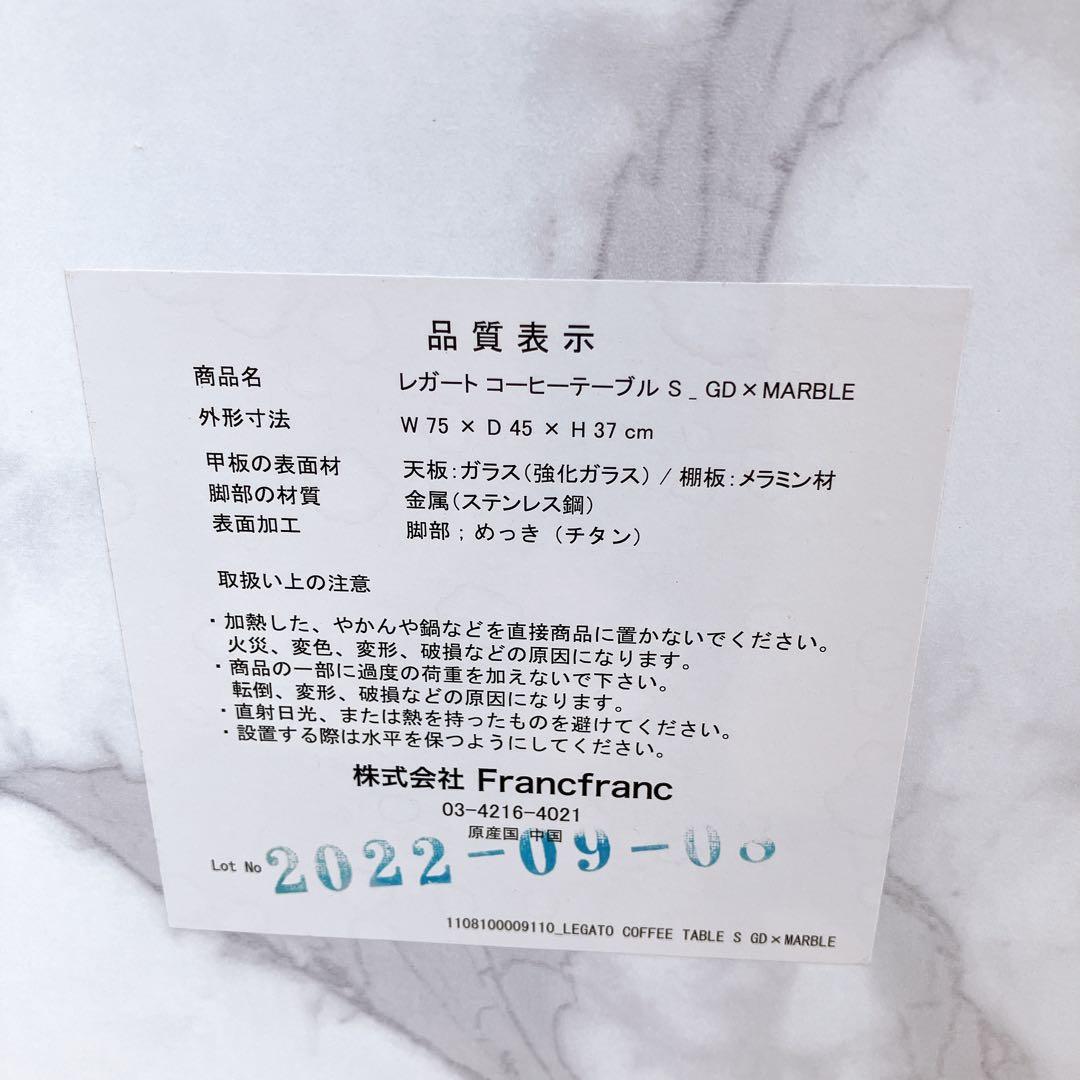 品質表示
商品名 レガート コーヒーテーブル S _ GD×MARBLE
外形寸法 W 75 × D 45 × H 37 cm
甲板の表面材 天板:ガラス(強化ガラス) / 棚板:メラミン材
脚部の材質 金属(ステンレス鋼)
表面加工 脚部 ; めっき (チタン)
取扱い上の注意
・加熱した、やかんや鍋などを直接商品に置かないでください。
火災、変色、変形、破損などの原因になります。
・商品の一部に過度の荷重を加えないで下さい。
転倒、変形、破損などの原因になります。
・直射日光、または熱を持ったものを避けてください。
・設置する際は水平を保つようにしてください。
株式会社 Francfranc
03-4216-4021
原産国 中国
Lot No 2022-09-
1108100009110_LEGATO COFFEE TABLE S GD×MARBLE